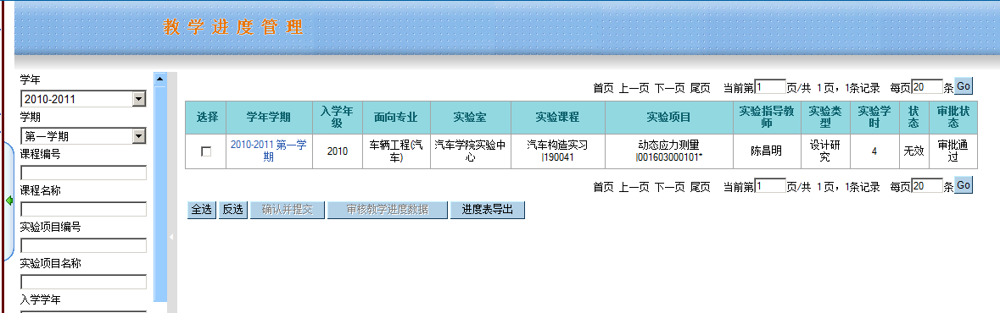 教学进度管理
学年
2010-2011
学期
第一学期
课程编号
课程名称
实验项目编号
实验项目名称
入学学年
首页 上一页 下一页 尾页 当前第1页/共 1 页，1条记录 每页20条Go
选择 学年学期 入学年级 面向专业 实验室 实验课程 实验项目 实验指导教师 实验类型 实验学时 状态 审批状态
2010-2011 第一学期 2010 车辆工程(汽车) 汽车学院实验中心 汽车构造实习|190041 动态应力测量|001603000101* 陈昌明 设计研究 4 无效 审批通过
首页 上一页 下一页 尾页 当前第1页/共 1 页，1条记录 每页20条Go
全选 反选 确认并提交 审核教学进度数据 进度表导出